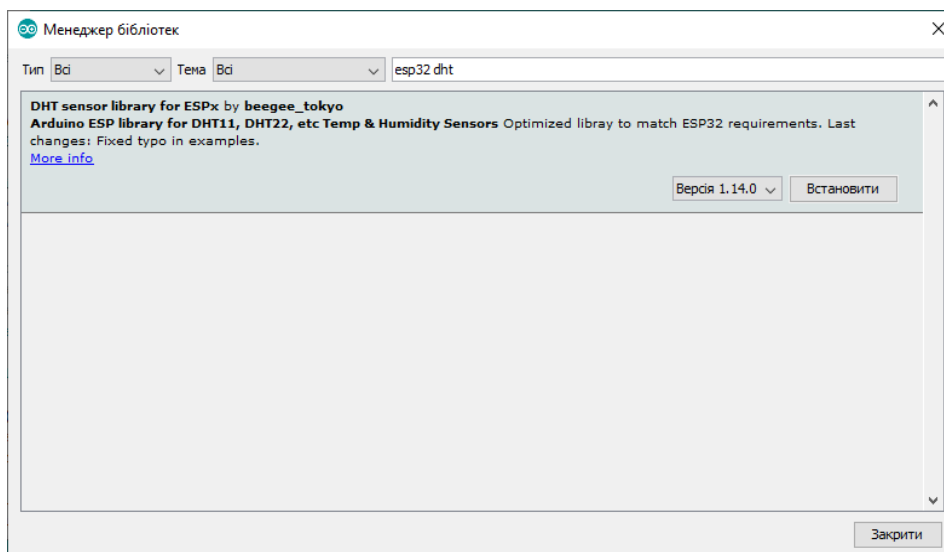 Менеджер бібліотек
Тип Всі Тема Всі esp32 dht
DHT sensor library for ESPx by beegee_tokyo
Arduino ESP library for DHT11, DHT22, etc Temp & Humidity Sensors Optimized libray to match ESP32 requirements. Last
changes: Fixed typo in examples.
More info
Версія 1.14.0 Встановити
Закрити